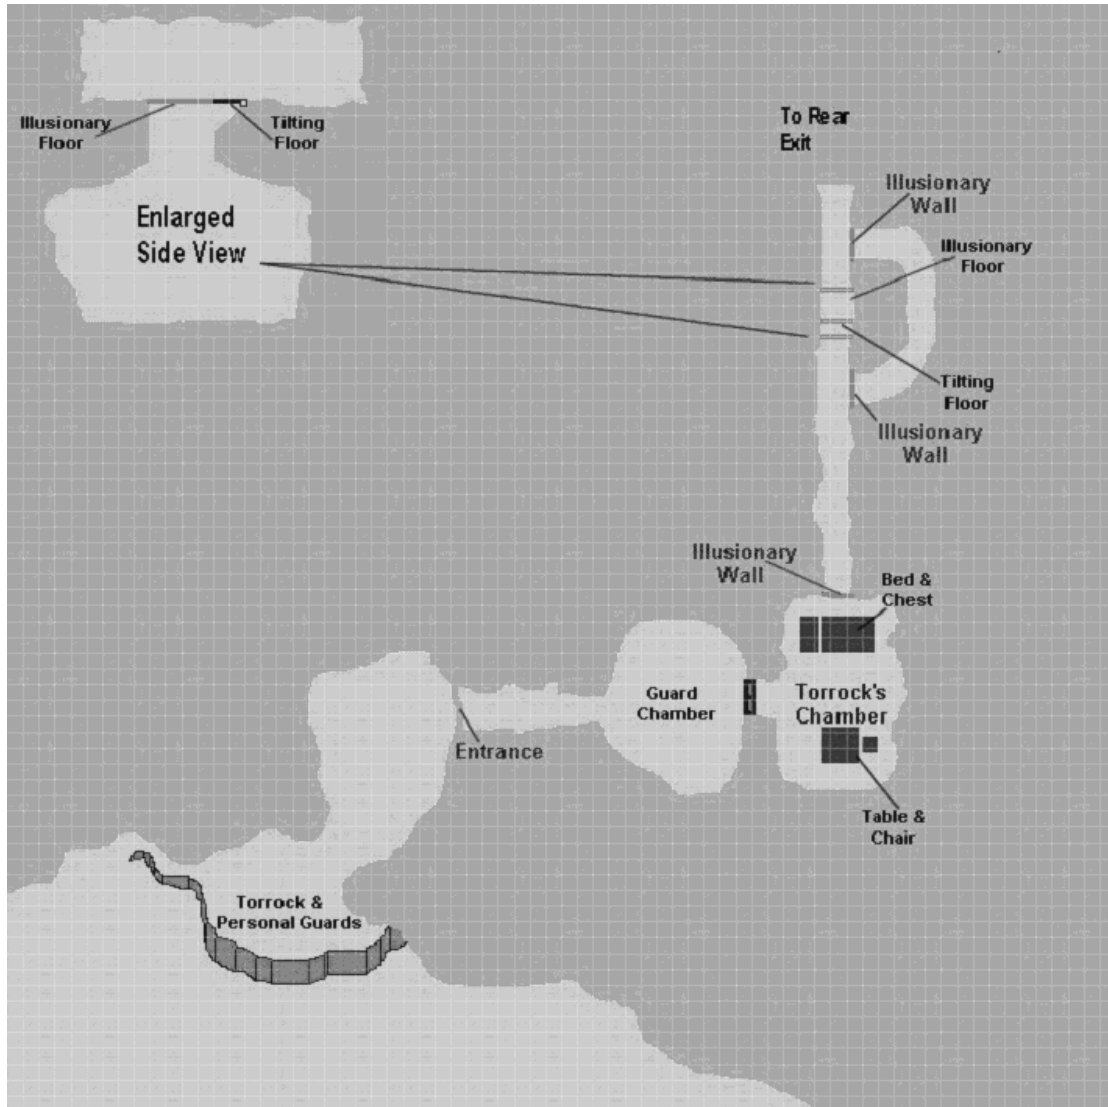 Illusionary
Floor
Tilting
Floor
To Rear
Exit
Illusionary
Wall
Enlarged
Side View
Illusionary
Floor
Tilting
Floor
Illusionary
Wall
Illusionary
Wall
Bed &
Chest
Guard
Chamber
Torrock's
Chamber
Entrance
Table &
Chair
Torrock &
Personal Guards